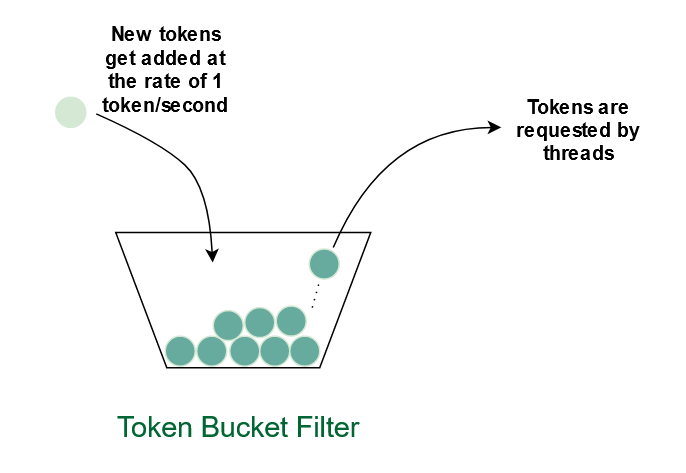 New tokens
get added at
the rate of 1
token/second
Tokens are
requested by
threads
Token Bucket Filter